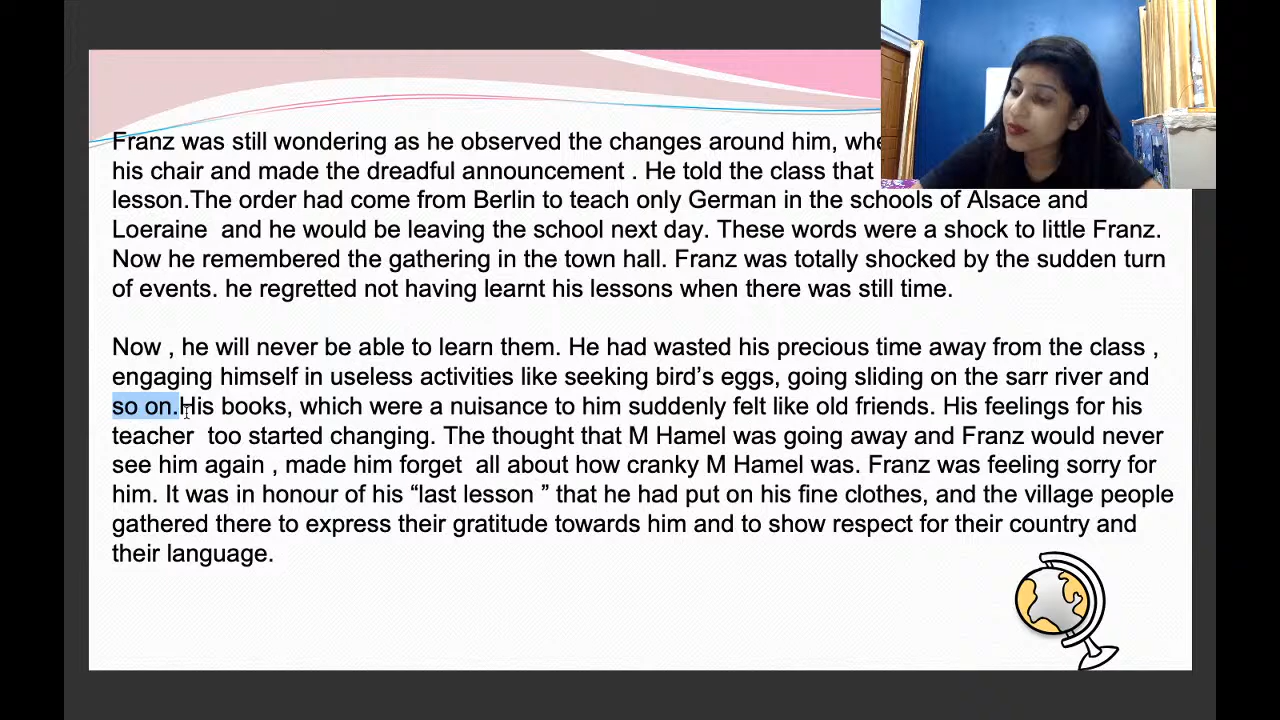 Franz was still wondering as he observed the changes around him,
his chair and made the dreadful announcement . He told the class that
lesson.The order had come from Berlin to teach only German in the schools of Alsace and
Loeraine and he would be leaving the school next day. These words were a shock to little Franz.
Now he remembered the gathering in the town hall. Franz was totally shocked by the sudden turn
of events. he regretted not having learnt his lessons when there was still time.
Now , he will never be able to learn them. He had wasted his precious time away from the class ,
engaging himself in useless activities like seeking bird’s eggs, going sliding on the sarr river and
so on.His books, which were a nuisance to him suddenly felt like old friends. His feelings for his
teacher too started changing. The thought that M Hamel was going away and Franz would never
see him again , made him forget all about how cranky M Hamel was. Franz was feeling sorry for
him. It was in honour of his “last lesson ” that he had put on his fine clothes, and the village people
gathered there to express their gratitude towards him and to show respect for their country and
their language.